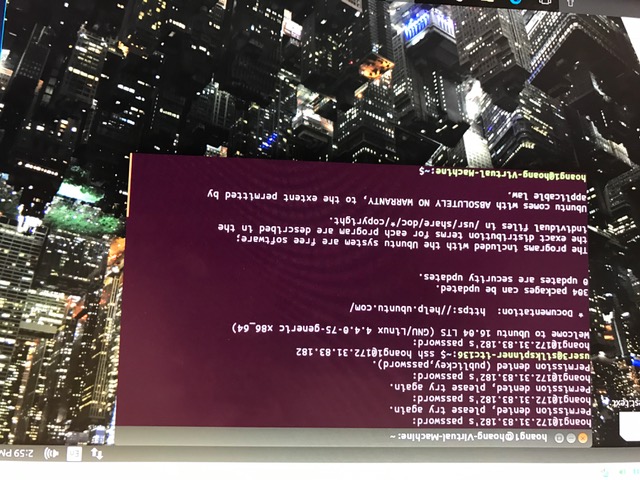 2:59 PM
hoang1@hoang-Virtual-Machine: ~
hoang1@172.31.83.182's password:
Permission denied, please try again.
hoang1@172.31.83.182's password:
Permission denied, please try again.
hoang1@172.31.83.182's password:
Permission denied (publickey,password).
user3@silkspinner-itc136:~$ ssh hoang1@172.31.83.182
hoang1@172.31.83.182's password:
Welcome to Ubuntu 16.04 LTS (GNU/Linux 4.4.0-75-generic x86_64)
* Documentation: https://help.ubuntu.com/
304 packages can be updated.
0 updates are security updates.
The programs included with the Ubuntu system are free software;
the exact distribution terms for each program are described in the
individual files in /usr/share/doc/*/copyright.
Ubuntu comes with ABSOLUTELY NO WARRANTY, to the extent permitted by
applicable law.
hoang1@hoang-Virtual-Machine:~$